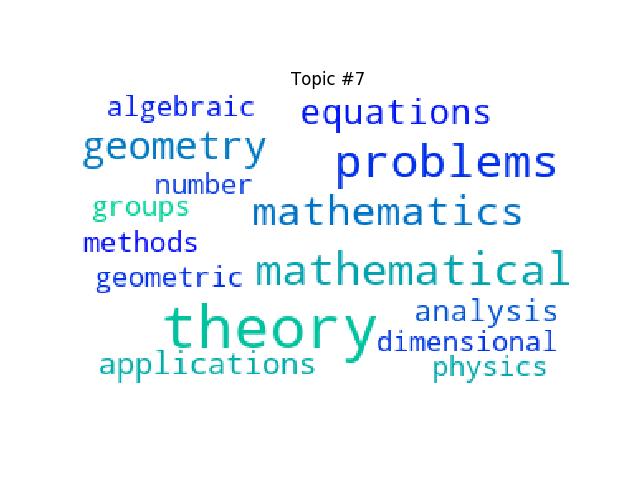 Topic #7
algebraic equations
geometry problems
number
groups mathematics
methods
geometric mathematical
theory analysis
dimensional
applications physics